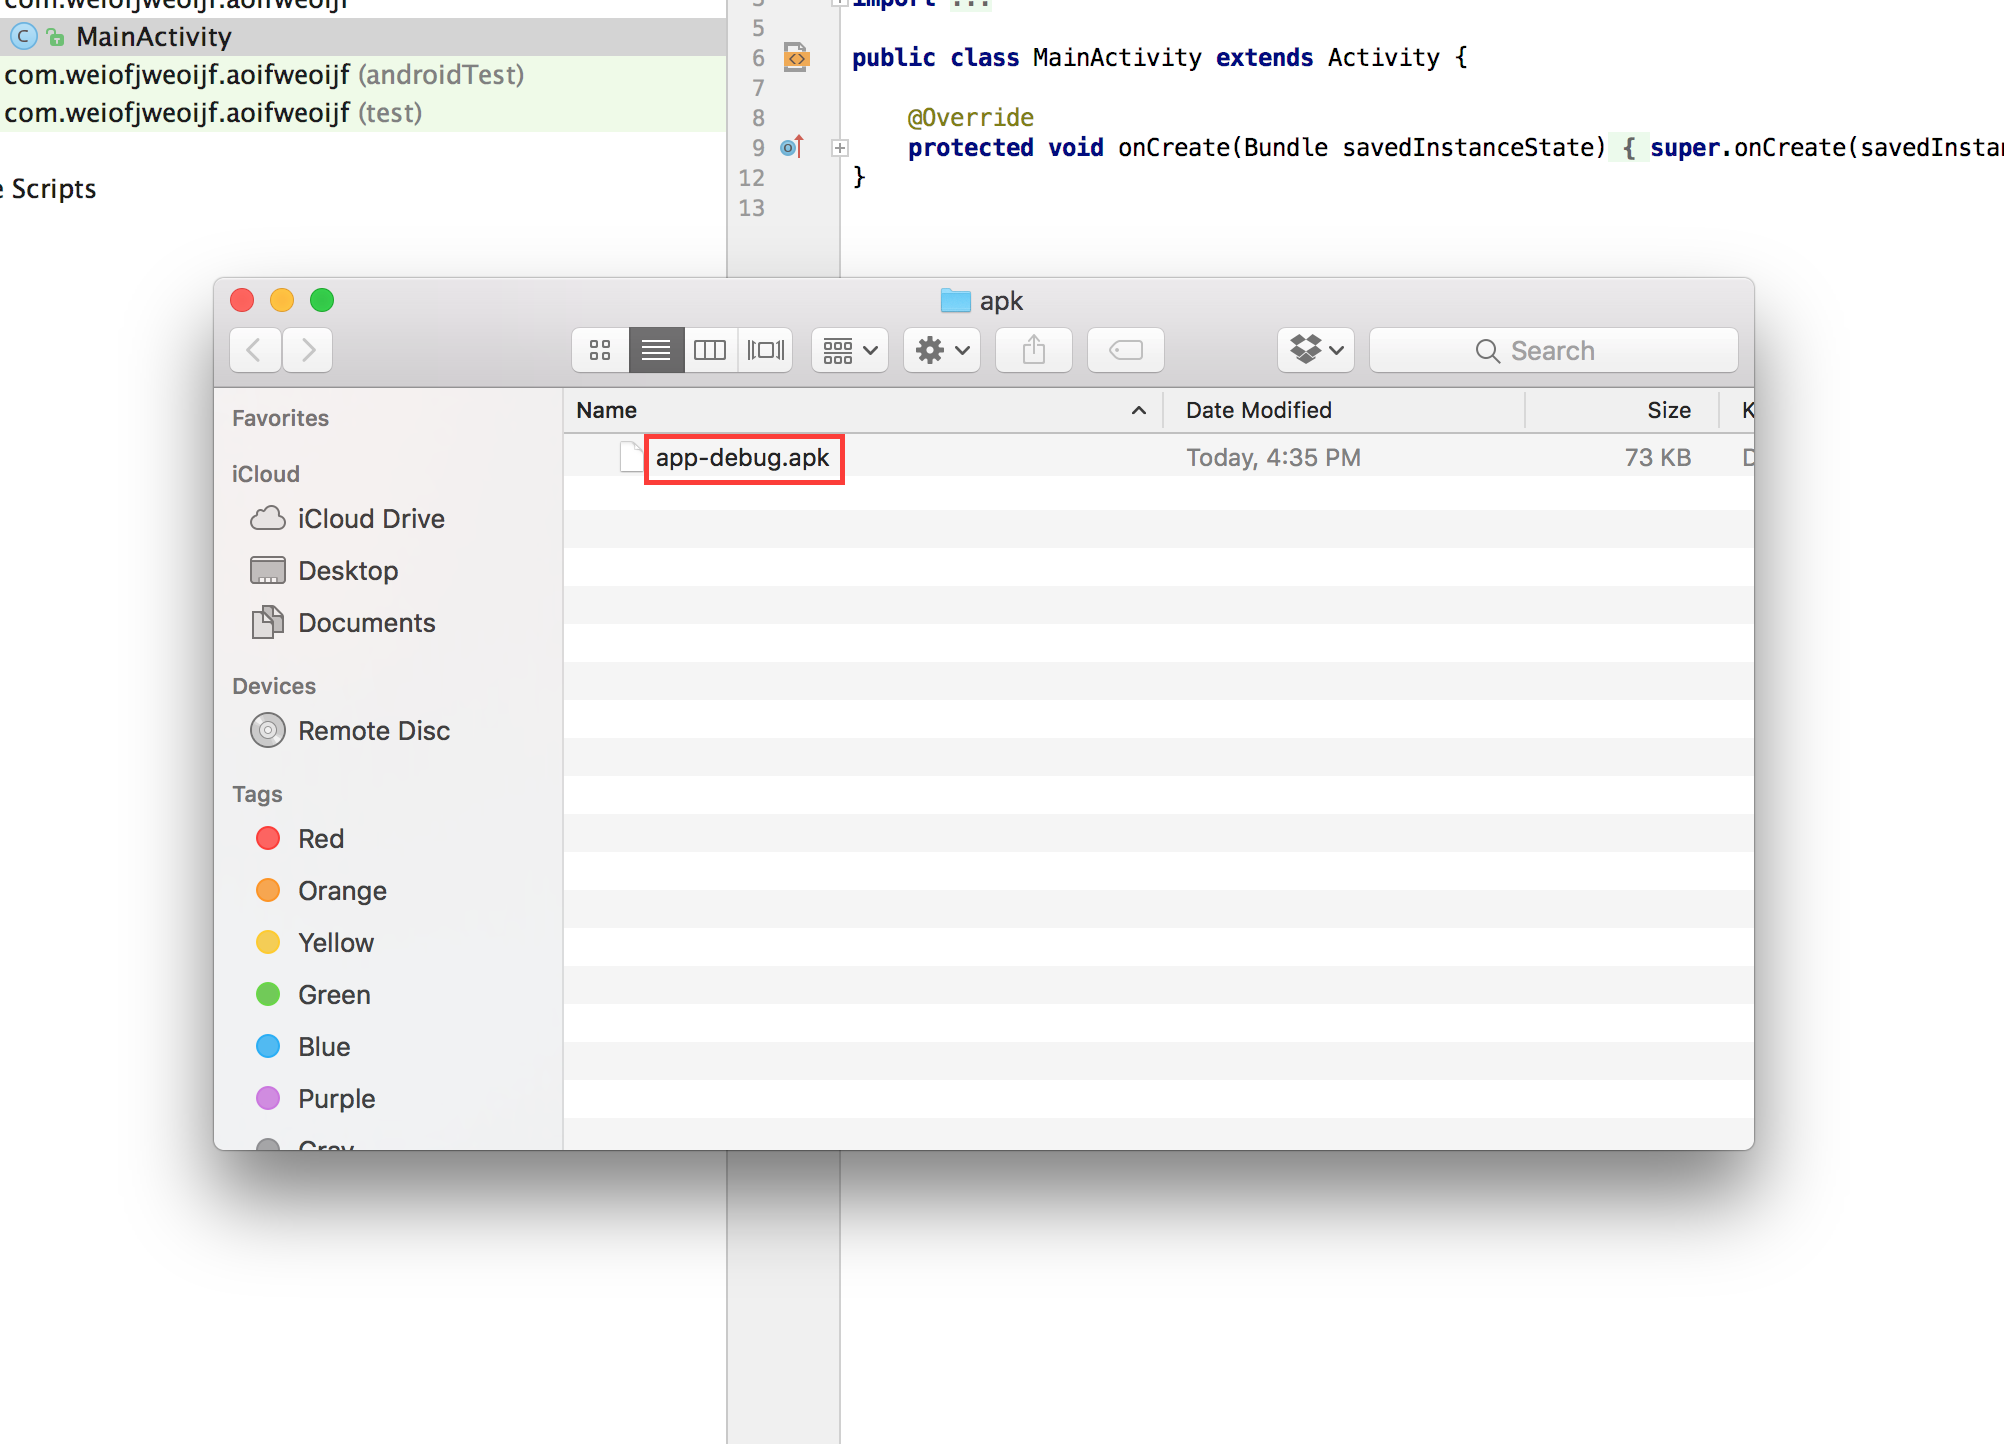 com.weiofjweoijf.aoifweoijf
C MainActivity
com.weiofjweoijf.aoifweoijf (androidTest)
com.weiofjweoijf.aoifweoijf (test)
Scripts
import ...
5
6 public class MainActivity extends Activity {
7
8 @Override
9 protected void onCreate(Bundle savedInstanceState) { super.onCreate(savedInstan
12 }
13
apk
Search
Favorites
iCloud
iCloud Drive
Desktop
Documents
Devices
Remote Disc
Tags
Red
Orange
Yellow
Green
Blue
Purple
Gray
Name Date Modified Size K
app-debug.apk Today, 4:35 PM 73 KB D